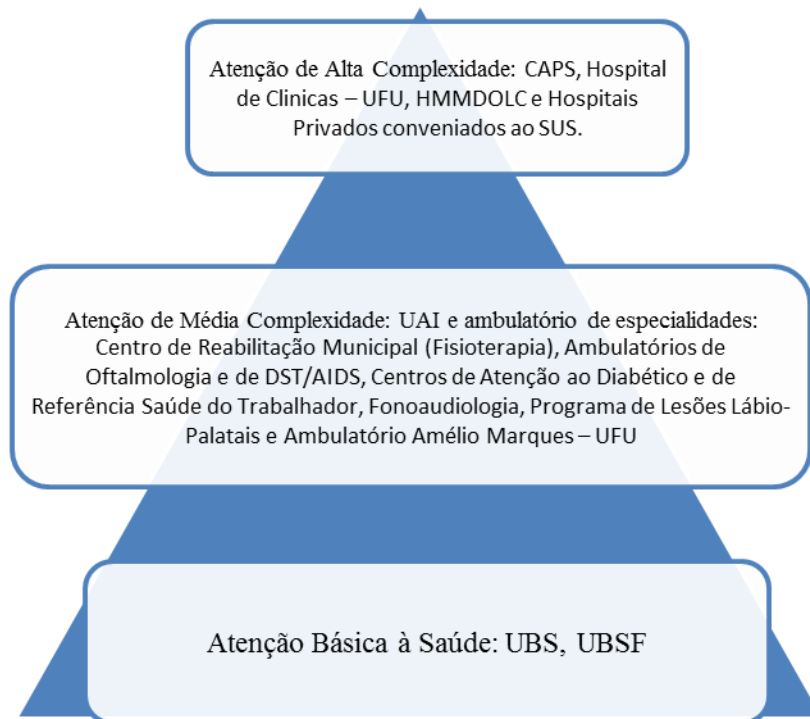 Atenção de Alta Complexidade: CAPS, Hospital
de Clinicas – UFU, HMMDOLC e Hospitais
Privados conveniados ao SUS.
Atenção de Média Complexidade: UAI e ambulatório de especialidades:
Centro de Reabilitação Municipal (Fisioterapia), Ambulatórios de
Oftalmologia e de DST/AIDS, Centros de Atenção ao Diabético e de
Referência Saúde do Trabalhador, Fonoaudiologia, Programa de Lesões Lábio-
Palatais e Ambulatório Amélio Marques – UFU
Atenção Básica à Saúde: UBS, UBSF